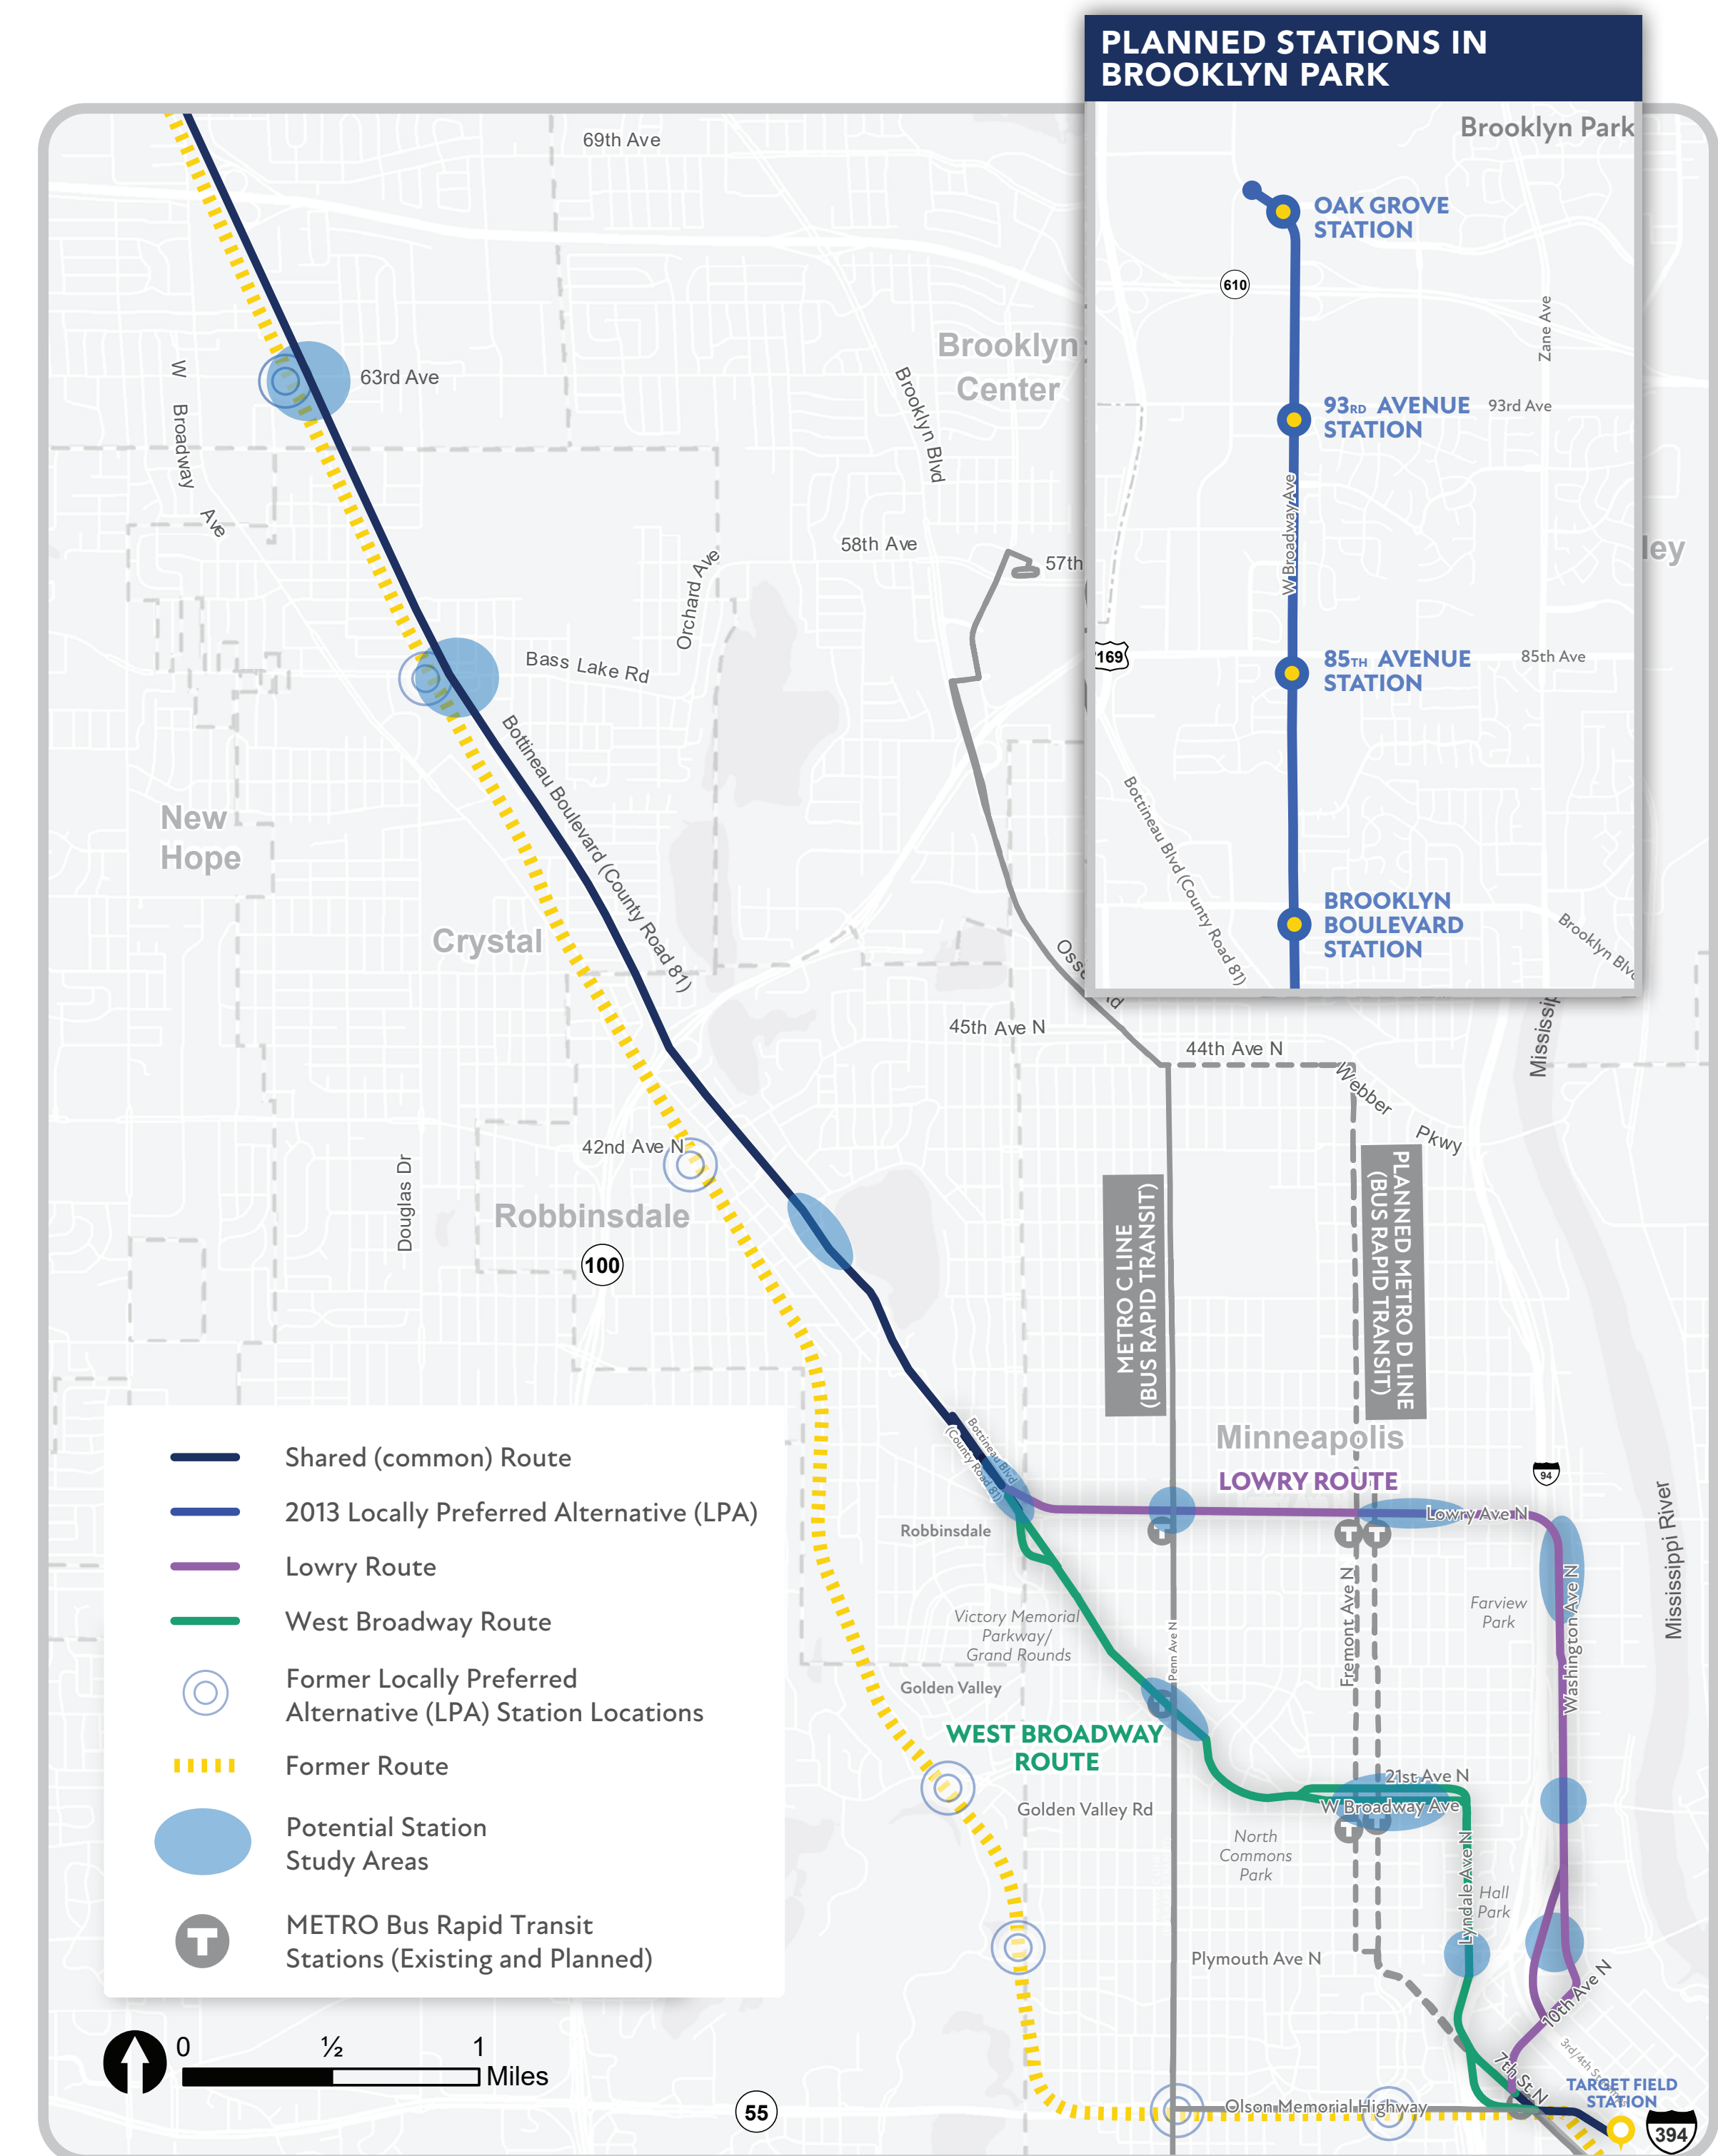 PLANNED STATIONS IN
BROOKLYN PARK
Brooklyn Park
OAK GROVE
STATION
610
Zane Ave
93RD AVENUE
STATION
93rd Ave
W Broadway Ave
169
85TH AVENUE
STATION
85th Ave
Bottineau Blvd (County Road 81)
BROOKLYN
BOULEVARD
STATION
Brooklyn Blv
69th Ave
Brooklyn
Center
63rd Ave
W Broadway Ave
Brooklyn Blvd
58th Ave
57th
ley
Orchard Ave
Bass Lake Rd
Bottineau Boulevard (County Road 81)
New
Hope
Crystal
45th Ave N
44th Ave N
Webber Pkwy
42nd Ave N
Douglas Dr
Robbinsdale
100
METRO C LINE
(BUS RAPID TRANSIT)
PLANNED METRO D LINE
(BUS RAPID TRANSIT)
Minneapolis
LOWRY ROUTE
94
Bottineau Blvd
(County Road 81)
Lowry Ave N
Robbinsdale
Mississippi River
Fremont Ave N
Farview
Park
Washington Ave N
Victory Memorial
Parkway/
Grand Rounds
Penn Ave N
Golden Valley
WEST BROADWAY
ROUTE
21st Ave N
W Broadway Ave
Golden Valley Rd
North
Commons
Park
Lyndale Ave N
Hall
Park
Plymouth Ave N
10th Ave N
7th St N
TARGET FIELD
STATION
Olson Memorial Highway
394
55
Shared (common) Route
2013 Locally Preferred Alternative (LPA)
Lowry Route
West Broadway Route
Former Locally Preferred
Alternative (LPA) Station Locations
Former Route
Potential Station
Study Areas
T
METRO Bus Rapid Transit
Stations (Existing and Planned)
0 ½ 1
Miles